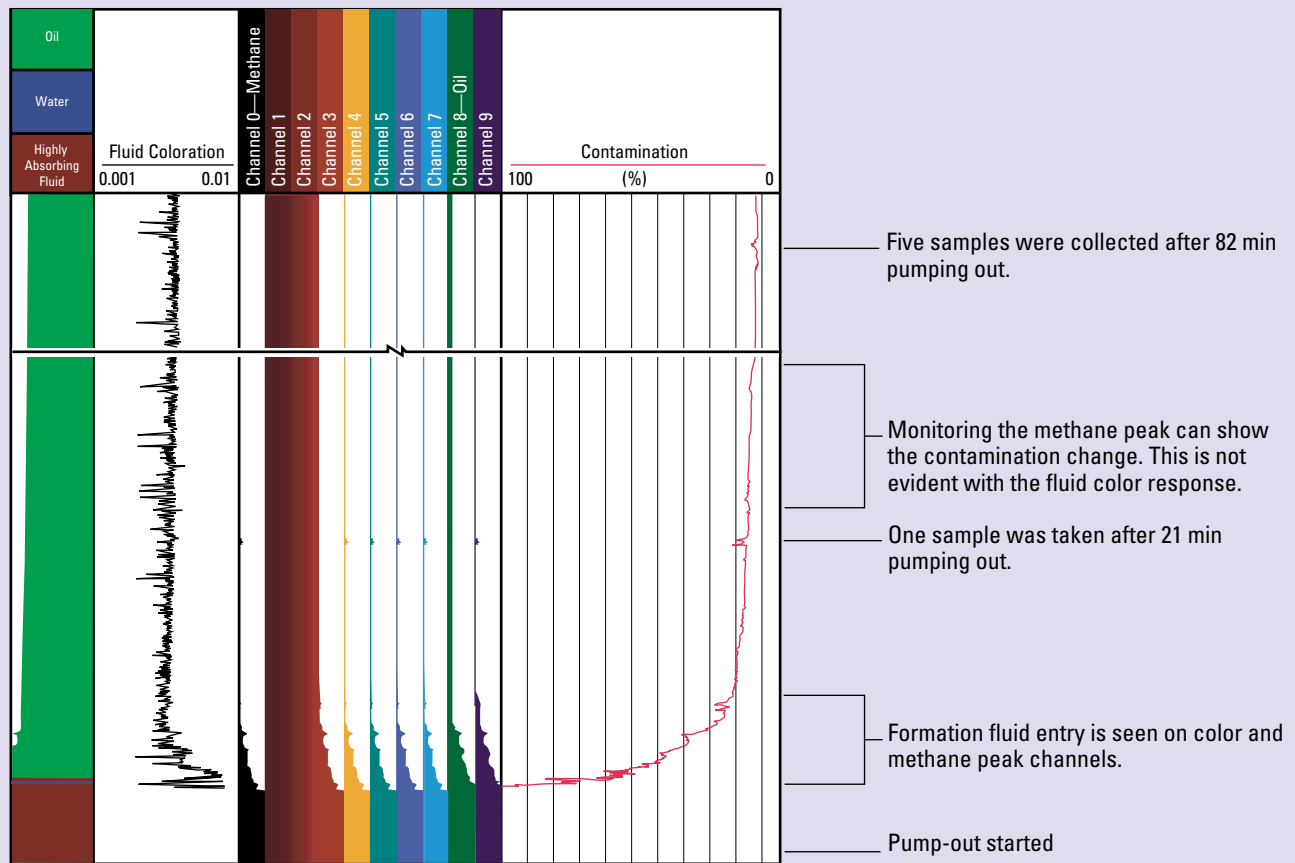 Oil
Water
Highly
Absorbing
Fluid
Fluid Coloration
0.001 0.01
Channel 0—Methane
Channel 1
Channel 2
Channel 3
Channel 4
Channel 5
Channel 6
Channel 7
Channel 8—Oil
Channel 9
Contamination
100 (%) 0
Five samples were collected after 82 min
pumping out.
Monitoring the methane peak can show
the contamination change. This is not
evident with the fluid color response.
One sample was taken after 21 min
pumping out.
Formation fluid entry is seen on color and
methane peak channels.
Pump-out started